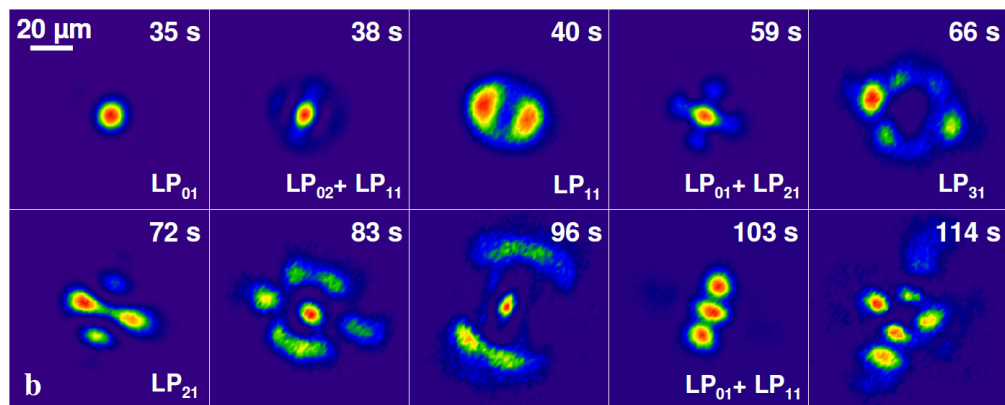 20 µm
35 s
38 s
40 s
59 s
66 s
LP₀₁
LP₀₂+ LP₁₁
LP₁₁
LP₀₁+ LP₂₁
LP₃₁
72 s
83 s
96 s
103 s
114 s
b
LP₂₁
LP₀₁+ LP₁₁